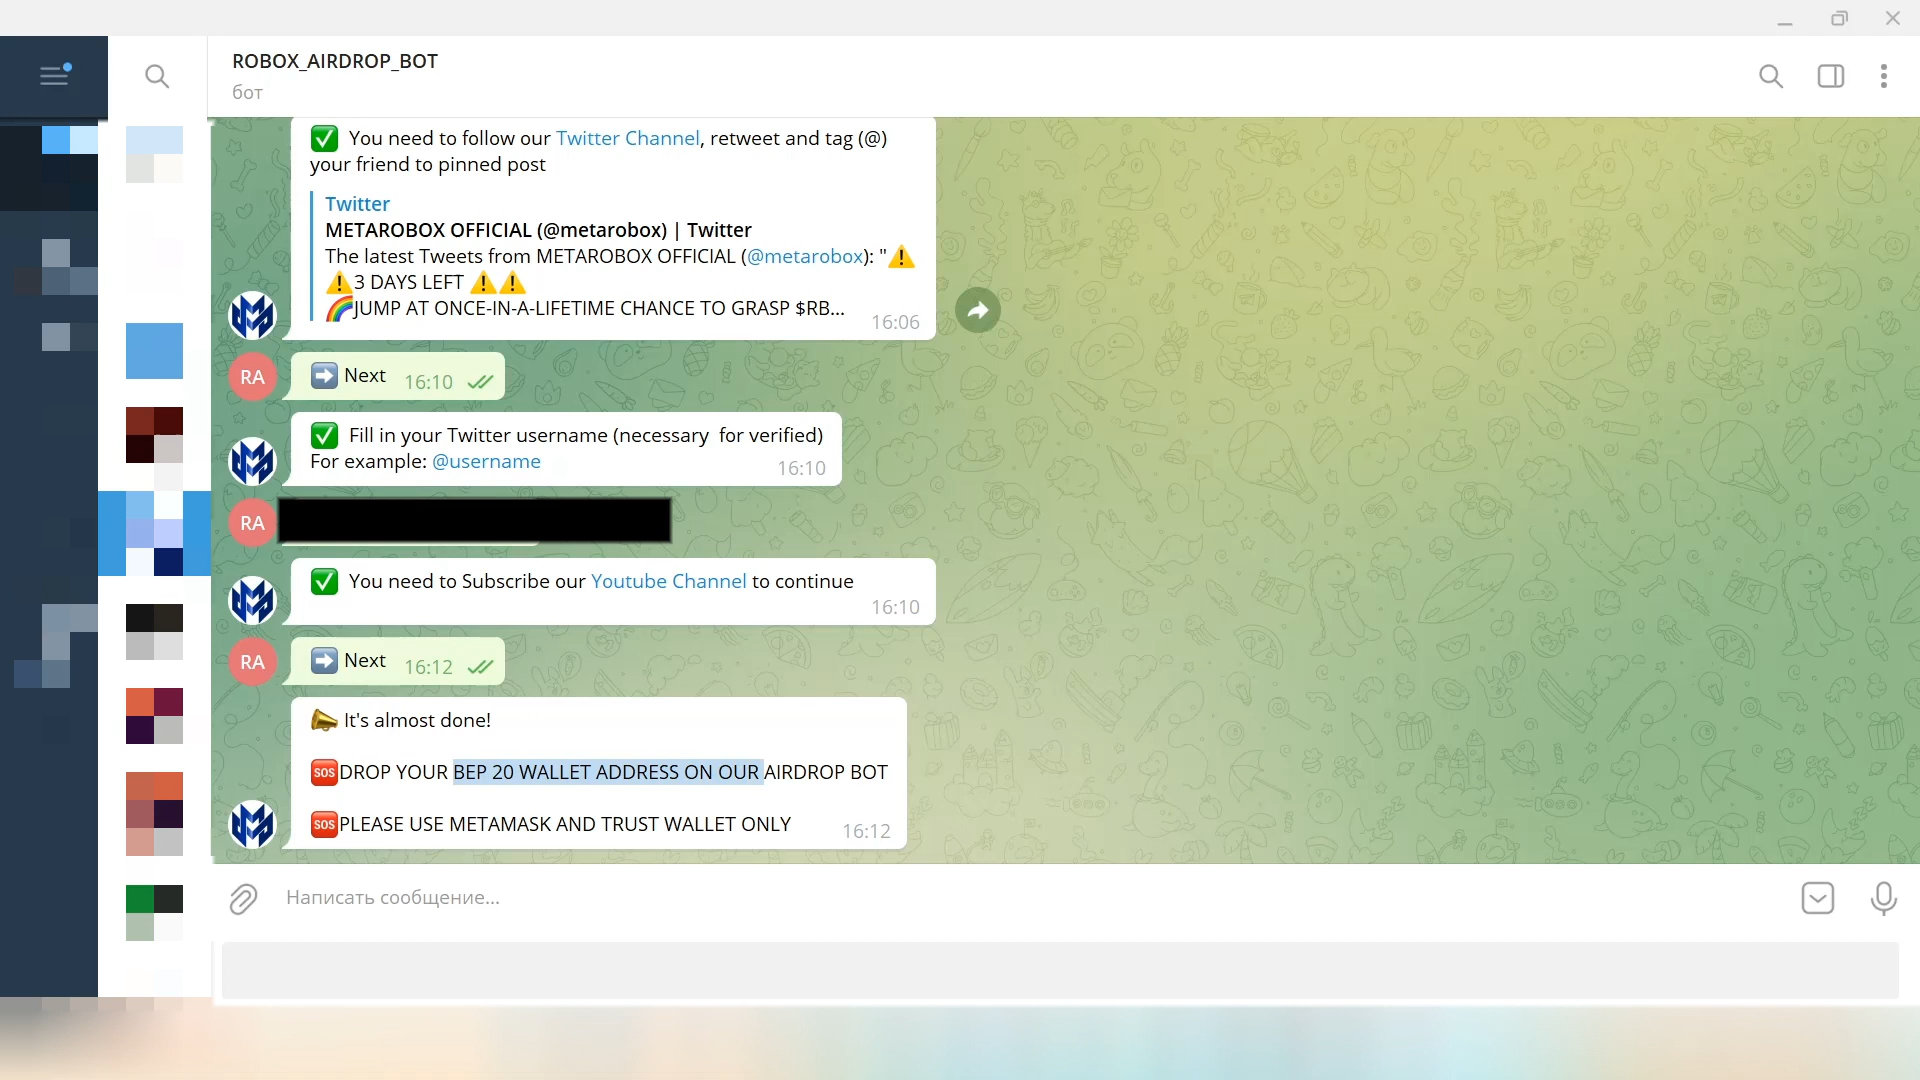 ROBOX_AIRDROP_BOT
бот
✅ You need to follow our Twitter Channel, retweet and tag (@)
your friend to pinned post
Twitter
METAROBOX OFFICIAL (@metarobox) | Twitter
The latest Tweets from METAROBOX OFFICIAL (@metarobox): "⚠️
⚠️3 DAYS LEFT ⚠️⚠️
🌈JUMP AT ONCE-IN-A-LIFETIME CHANCE TO GRASP $RB...
16:06
RA
➡️ Next 16:10
✅ Fill in your Twitter username (necessary for verified)
For example: @username
16:10
RA
✅ You need to Subscribe our Youtube Channel to continue
16:10
RA
➡️ Next 16:12
📣 It's almost done!
🆘DROP YOUR BEP 20 WALLET ADDRESS ON OUR AIRDROP BOT
🆘PLEASE USE METAMASK AND TRUST WALLET ONLY
16:12
Написать сообщение...